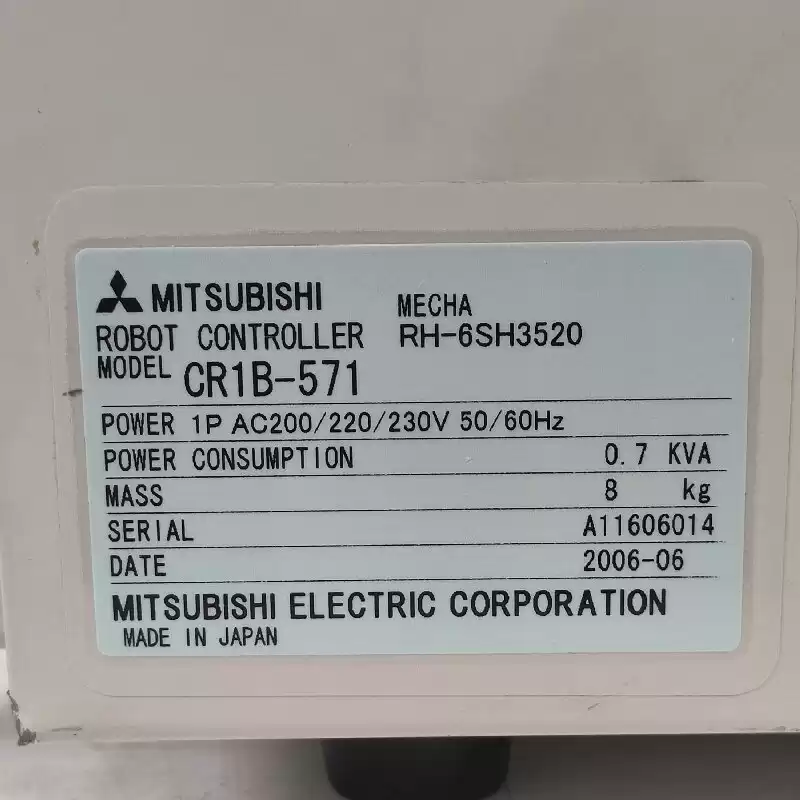 MITSUBISHI
MECHA
ROBOT CONTROLLER RH-6SH3520
MODEL CR1B-571
POWER 1P AC200/220/230V 50/60Hz
POWER CONSUMPTION 0.7 KVA
MASS 8 kg
SERIAL A11606014
DATE 2006-06
MITSUBISHI ELECTRIC CORPORATION
MADE IN JAPAN